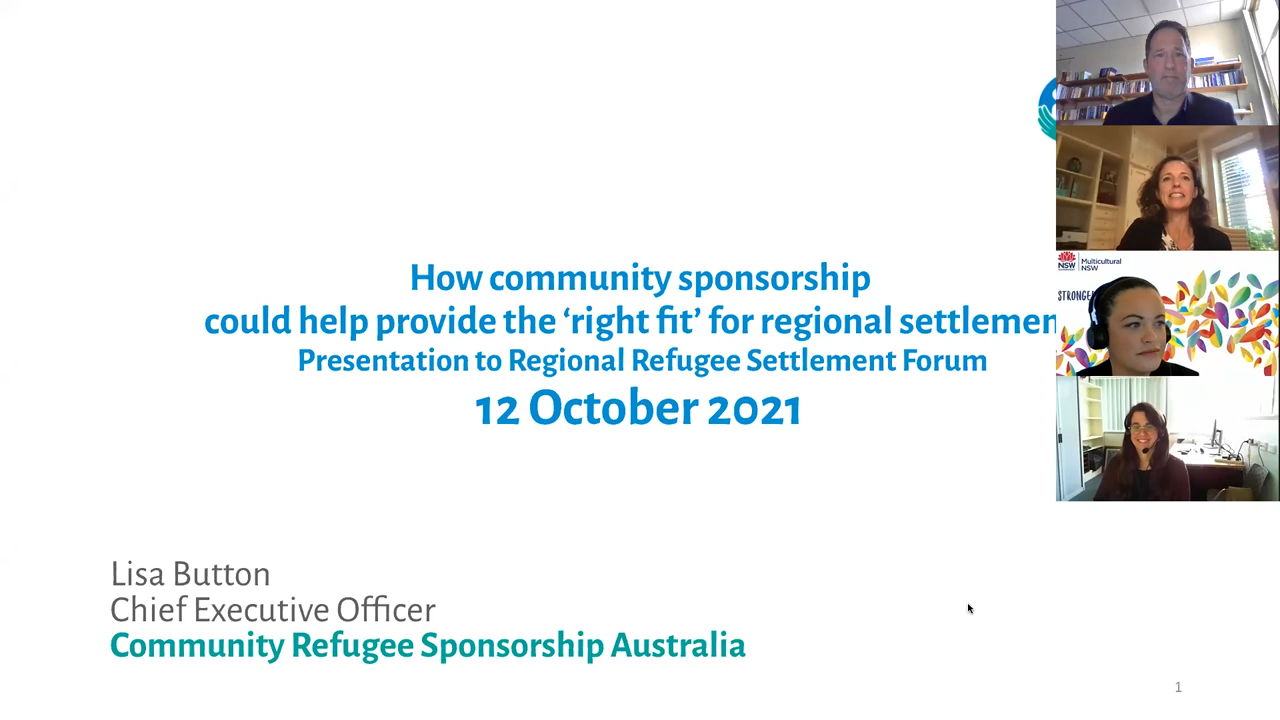 How community sponsorship
could help provide the ‘right fit’ for regional settlemen
Presentation to Regional Refugee Settlement Forum
12 October 2021
Lisa Button
Chief Executive Officer
Community Refugee Sponsorship Australia
1
NSW
Multicultural
NSW
STRONGE